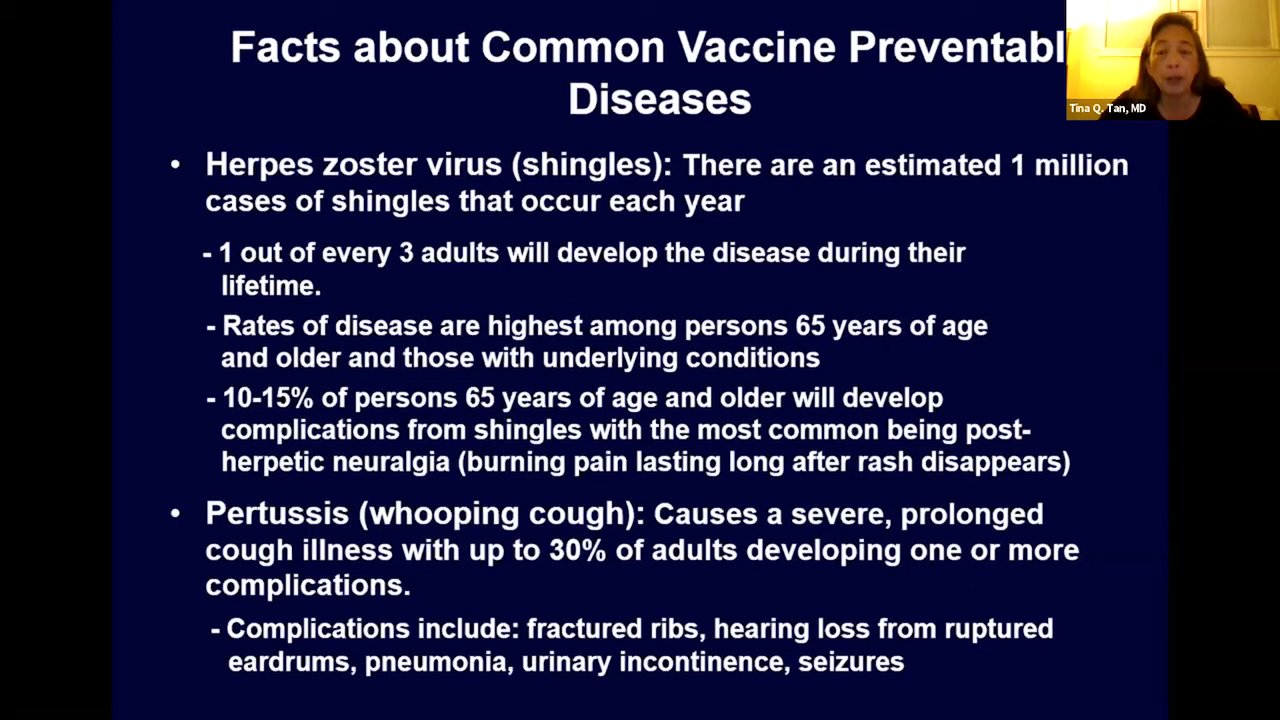 Facts about Common Vaccine Preventabl
Diseases
Tina Q. Tan, MD
• Herpes zoster virus (shingles): There are an estimated 1 million
cases of shingles that occur each year
- 1 out of every 3 adults will develop the disease during their
lifetime.
- Rates of disease are highest among persons 65 years of age
and older and those with underlying conditions
- 10-15% of persons 65 years of age and older will develop
complications from shingles with the most common being post-
herpetic neuralgia (burning pain lasting long after rash disappears)
• Pertussis (whooping cough): Causes a severe, prolonged
cough illness with up to 30% of adults developing one or more
complications.
- Complications include: fractured ribs, hearing loss from ruptured
eardrums, pneumonia, urinary incontinence, seizures